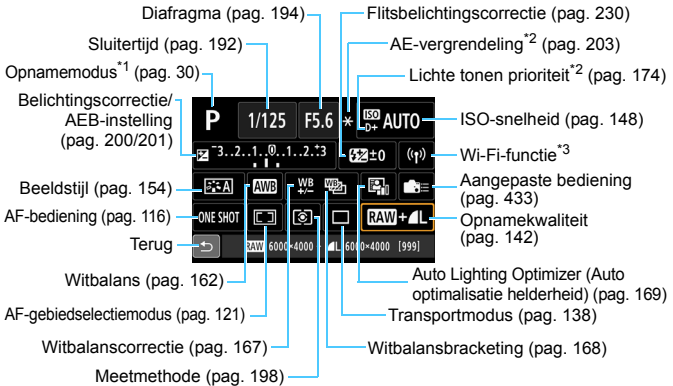 Diafragma (pag. 194)
Flitsbelichtingscorrectie (pag. 230)
Sluitertijd (pag. 192)
AE-vergrendeling*2 (pag. 203)
Opnamemodus*1 (pag. 30)
Lichte tonen prioriteit*2 (pag. 174)
Belichtingscorrectie/
AEB-instelling
(pag. 200/201)
P 1/125 F5.6 * ISO D+ AUTO
ISO-snelheid (pag. 148)
-3..2..1..0..1..2.+3 ±0
Wi-Fi-functie*3
Beeldstijl (pag. 154)
A AWB WB +/- WB
Aangepaste bediening
(pag. 433)
AF-bediening (pag. 116)
ONE SHOT RAW+L
Opnamekwaliteit
(pag. 142)
Terug
RAW 6000×4000 L 6000×4000 [999]
Witbalans (pag. 162)
Auto Lighting Optimizer (Auto
optimalisatie helderheid) (pag. 169)
AF-gebiedselectiemodus (pag. 121)
Transportmodus (pag. 138)
Witbalanscorrectie (pag. 167)
Witbalansbracketing (pag. 168)
Meetmethode (pag. 198)